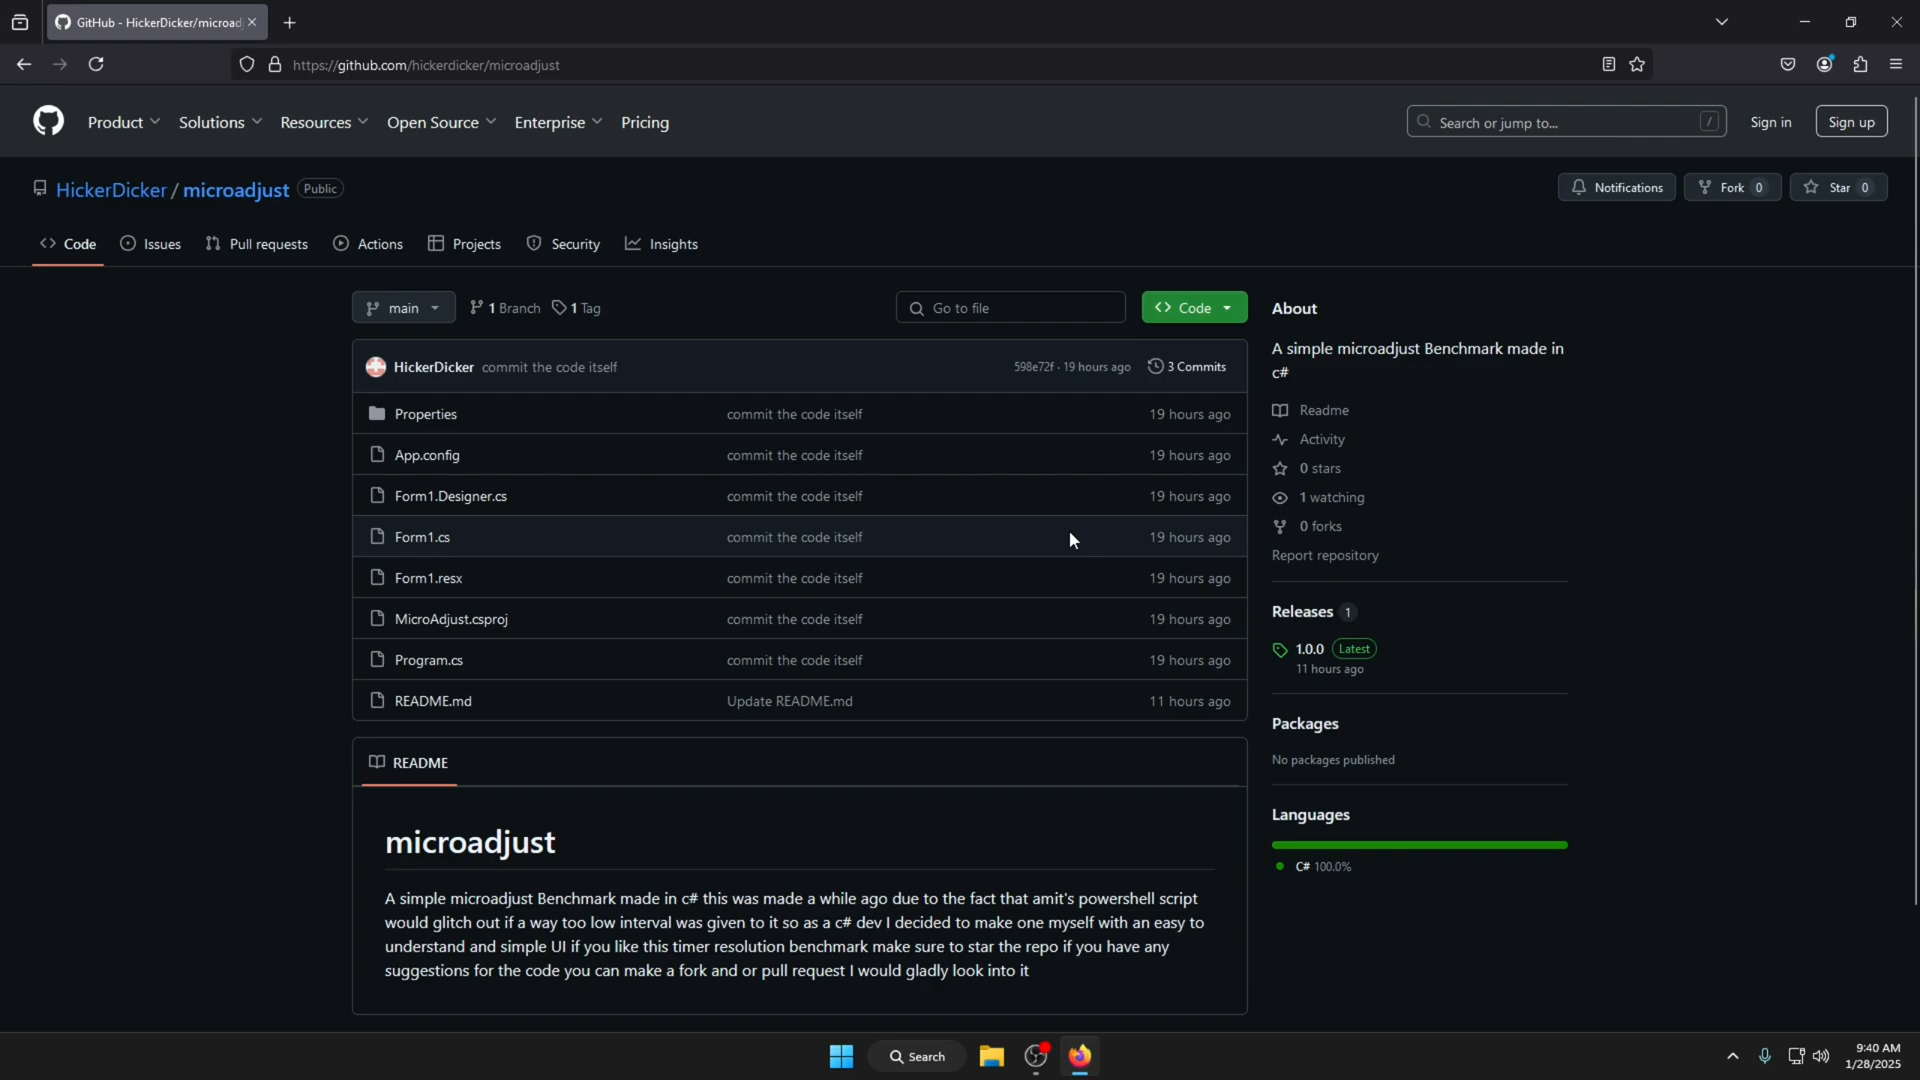 GitHub - HickerDicker/microad
https://github.com/hickerdicker/microadjust
Product Solutions Resources Open Source Enterprise Pricing
Search or jump to... /
Sign in
Sign up
HickerDicker / microadjust Public
Notifications
Fork 0
Star 0
Code Issues Pull requests Actions Projects Security Insights
main
1 Branch 1 Tag
Go to file
Code
HickerDicker commit the code itself 598e72f · 19 hours ago 3 Commits
Properties commit the code itself 19 hours ago
App.config commit the code itself 19 hours ago
Form1.Designer.cs commit the code itself 19 hours ago
Form1.cs commit the code itself 19 hours ago
Form1.resx commit the code itself 19 hours ago
MicroAdjust.csproj commit the code itself 19 hours ago
Program.cs commit the code itself 19 hours ago
README.md Update README.md 11 hours ago
README
microadjust
A simple microadjust Benchmark made in c# this was made a while ago due to the fact that amit's powershell script
would glitch out if a way too low interval was given to it so as a c# dev I decided to make one myself with an easy to
understand and simple UI if you like this timer resolution benchmark make sure to star the repo if you have any
suggestions for the code you can make a fork and or pull request I would gladly look into it
About
A simple microadjust Benchmark made in
c#
Readme
Activity
0 stars
1 watching
0 forks
Report repository
Releases 1
1.0.0 Latest
11 hours ago
Packages
No packages published
Languages
C# 100.0%
Search
9:40 AM
1/28/2025